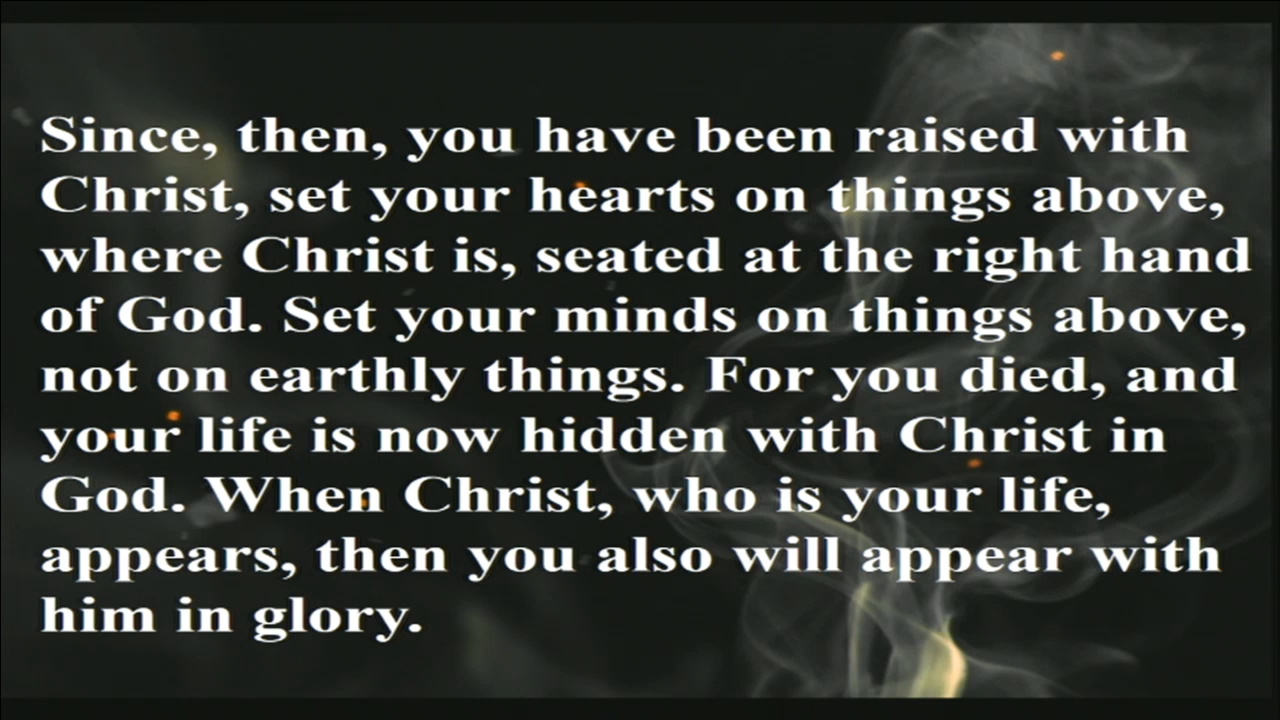 Since, then, you have been raised with
Christ, set your hearts on things above,
where Christ is, seated at the right hand
of God. Set your minds on things above,
not on earthly things. For you died, and
your life is now hidden with Christ in
God. When Christ, who is your life,
appears, then you also will appear with
him in glory.